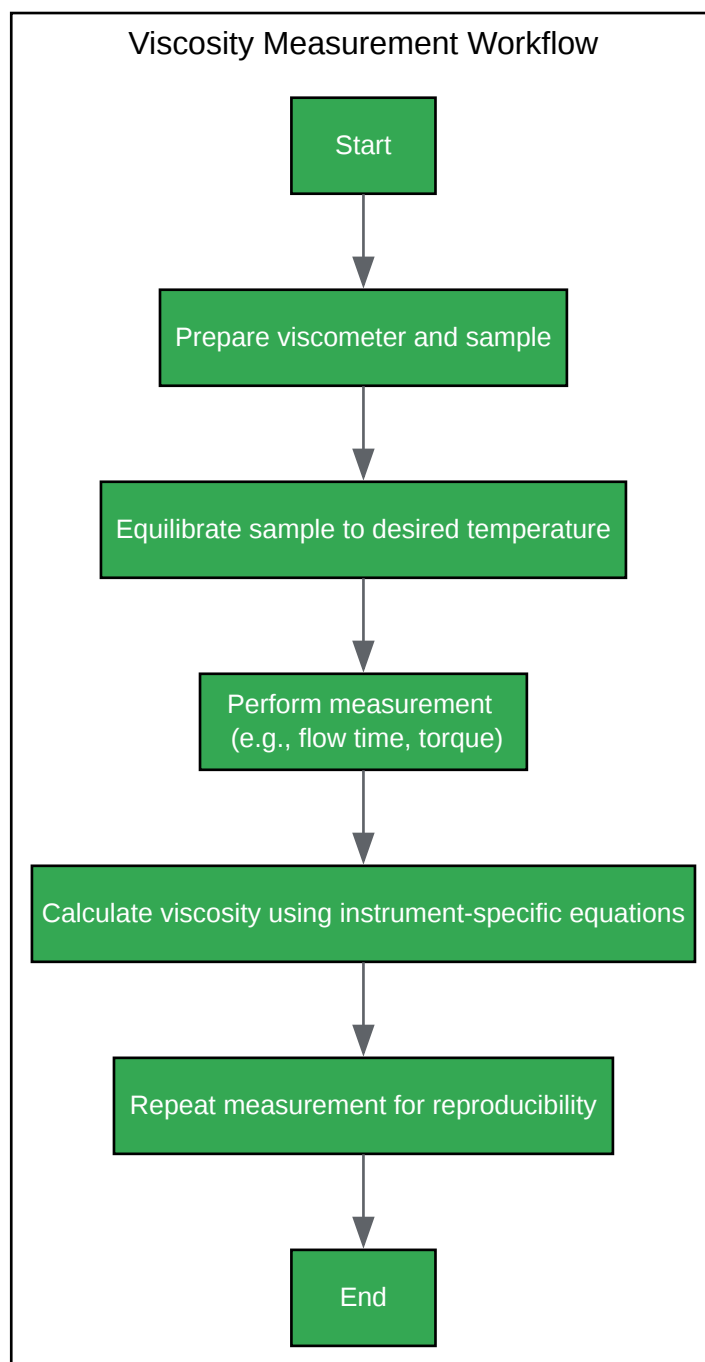 Viscosity Measurement Workflow
Start
Prepare viscometer and sample
Equilibrate sample to desired temperature
Perform measurement
(e.g., flow time, torque)
Calculate viscosity using instrument-specific equations
Repeat measurement for reproducibility
End